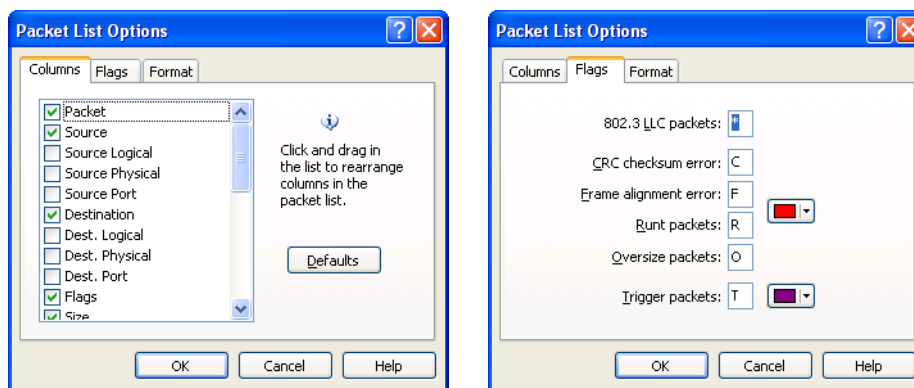 Packet List Options
Columns Flags Format
Packet
Source
Source Logical
Source Physical
Source Port
Destination
Dest. Logical
Dest. Physical
Dest. Port
Flags
Size
Click and drag in
the list to rearrange
columns in the
packet list.
Defaults
OK Cancel Help
Packet List Options
Columns Flags Format
802.3 LLC packets: *
CRC checksum error: C
Frame alignment error: F
Runt packets: R
Oversize packets: O
Trigger packets: T
OK Cancel Help